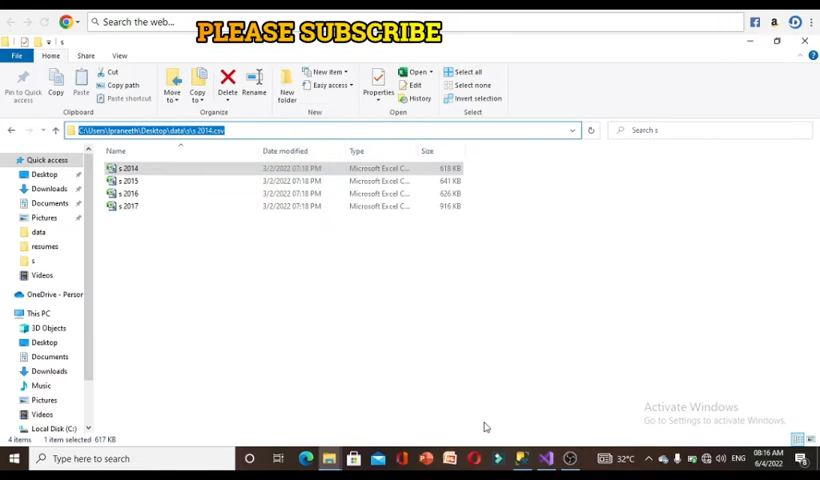 Search the web...
PLEASE SUBSCRIBE
s
File Home Share View
Pin to Quick access
Copy
Paste
Cut
Copy path
Paste shortcut
Clipboard
Move to
Copy to
Delete
Rename
Organize
New folder
New item
Easy access
New
Properties
Open
Edit
History
Open
Select all
Select none
Invert selection
Select
C:\Users\lpraneeth\Desktop\data\s\s 2014.csv
Search s
Name Date modified Type Size
s 2014 3/2/2022 07:18 PM Microsoft Excel C... 618 KB
s 2015 3/2/2022 07:18 PM Microsoft Excel C... 641 KB
s 2016 3/2/2022 07:18 PM Microsoft Excel C... 626 KB
s 2017 3/2/2022 07:18 PM Microsoft Excel C... 916 KB
Quick access
Desktop
Downloads
Documents
Pictures
data
resumes
s
Videos
OneDrive - Person
This PC
3D Objects
Desktop
Documents
Downloads
Music
Pictures
Videos
Local Disk (C:)
Activate Windows
Go to Settings to activate Windows.
4 items 1 item selected 617 KB
Type here to search
32°C
ENG
08:16 AM
6/4/2022